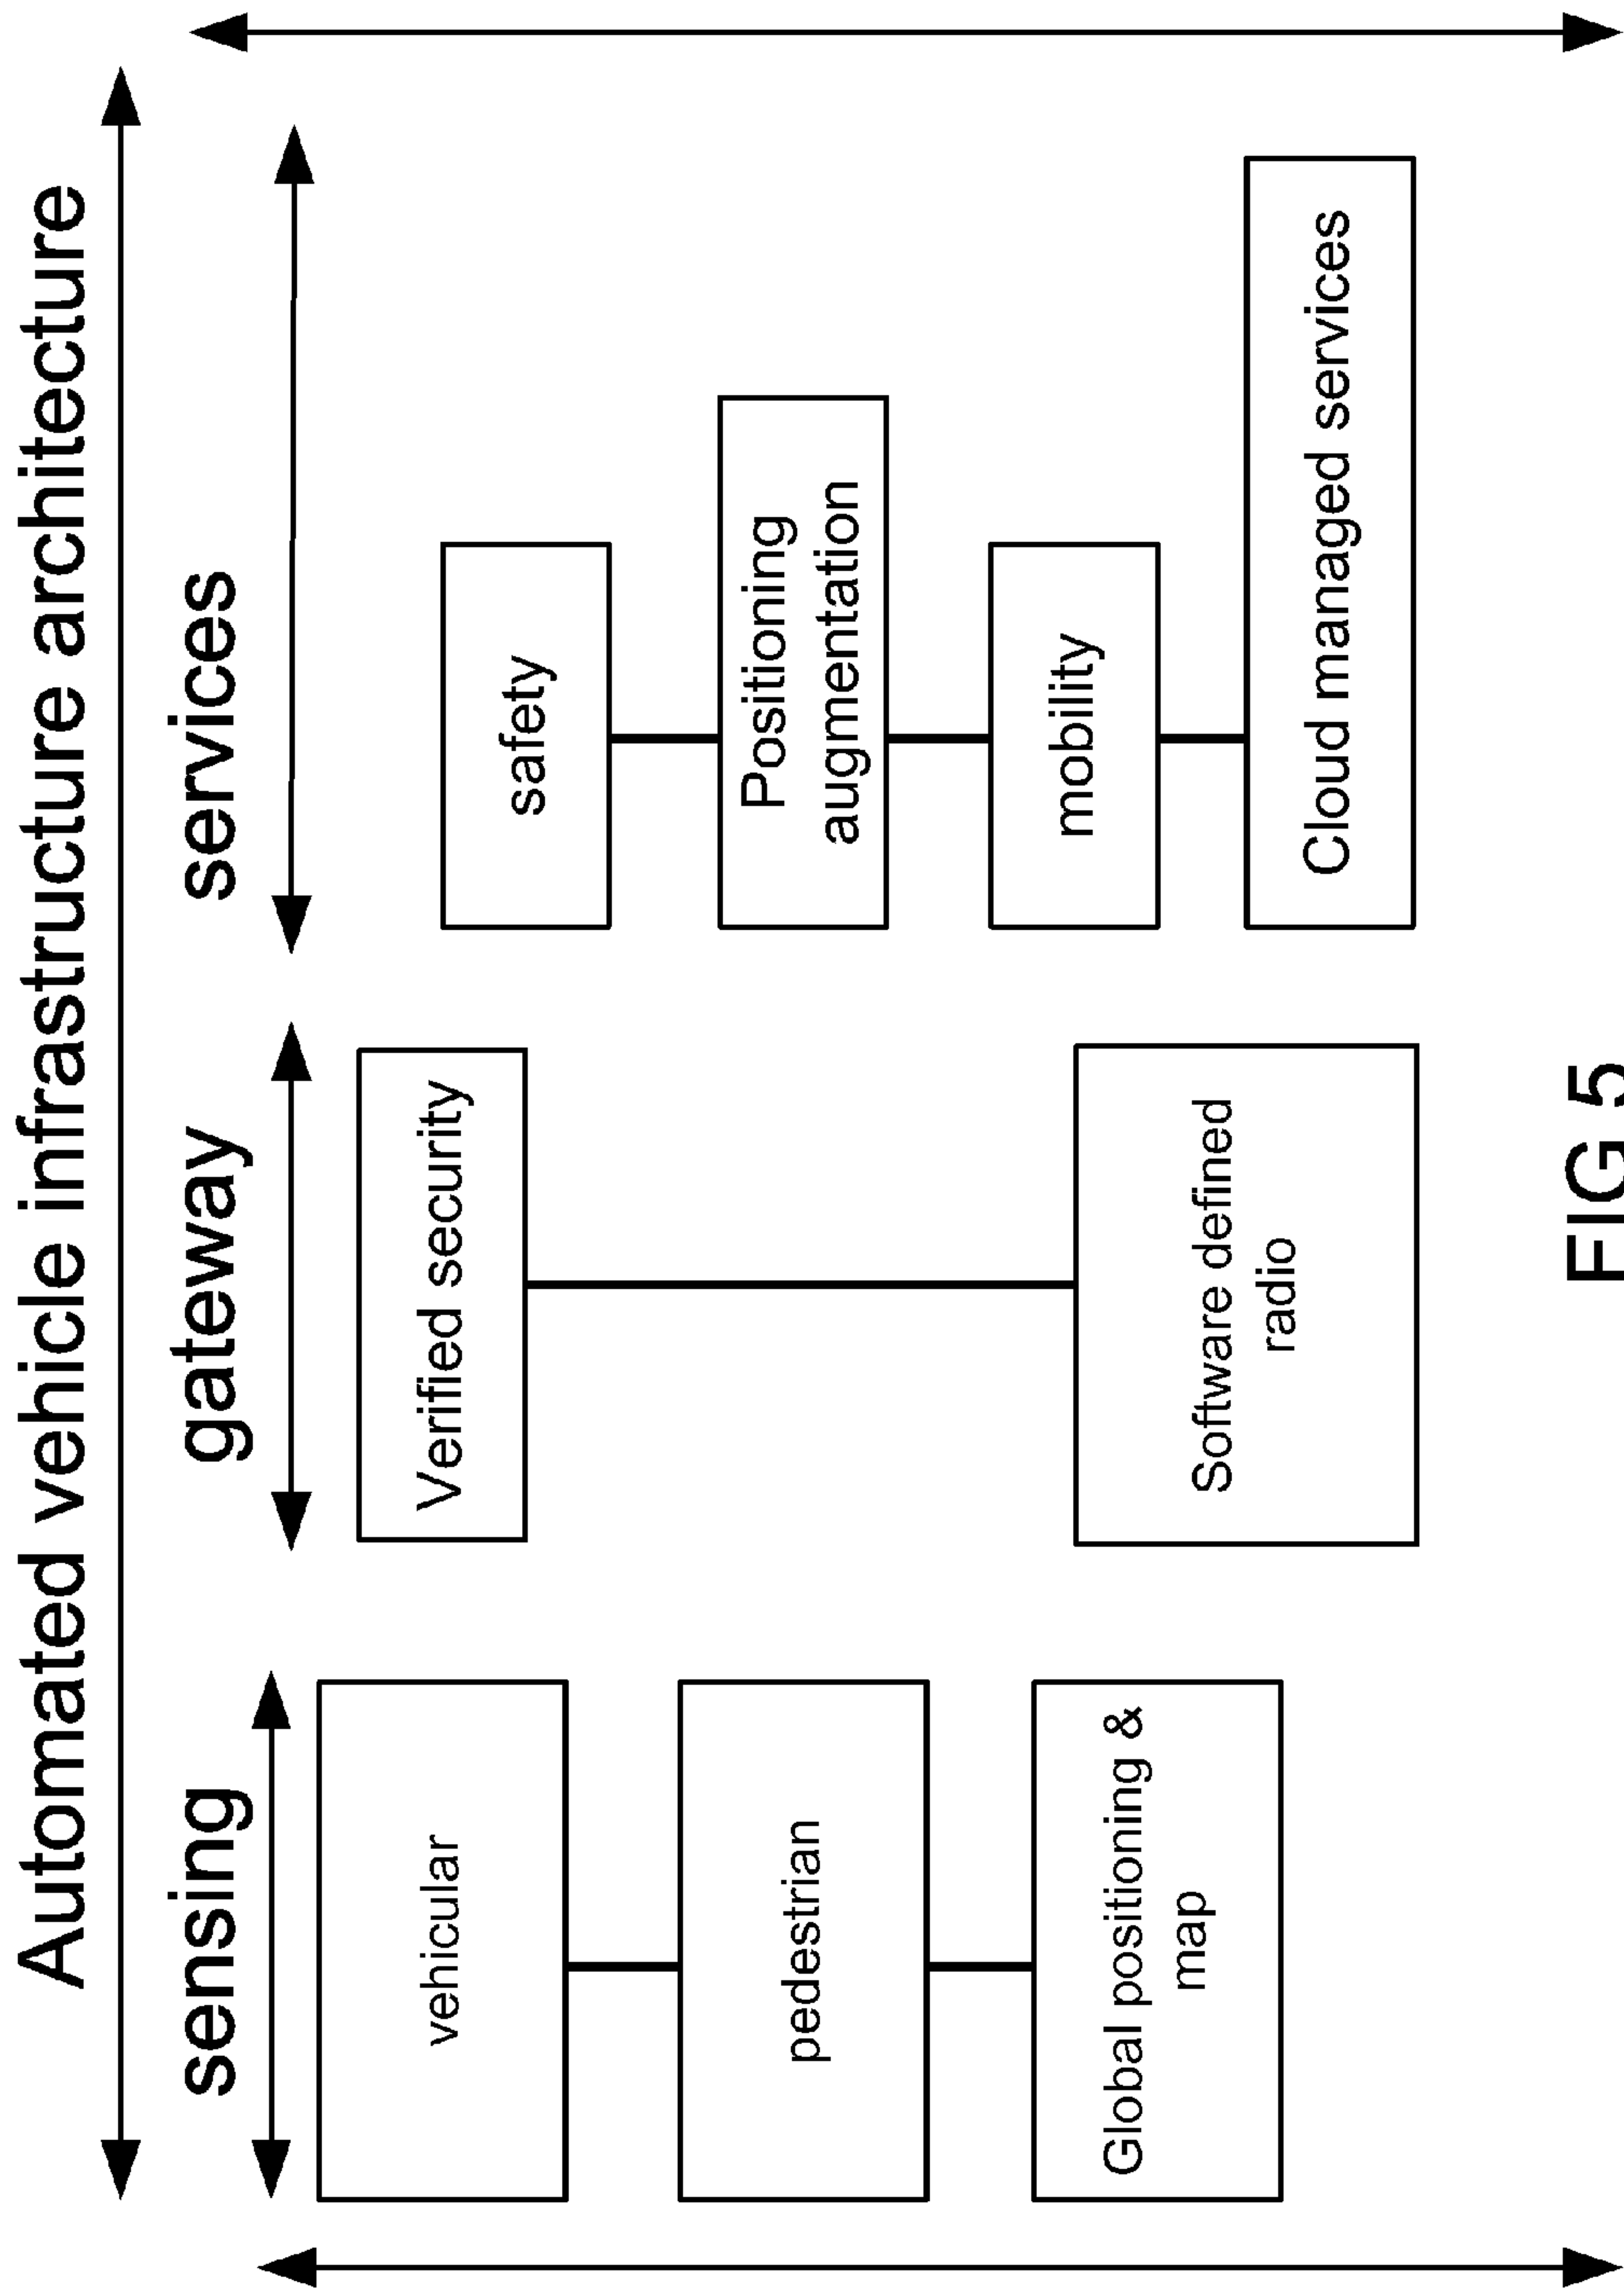 Automated vehicle infrastructure architecture
sensing
gateway
services
vehicular
pedestrian
Global positioning &
map
Verified security
Software defined
radio
safety
Positioning
augmentation
mobility
Cloud managed services
FIG 5